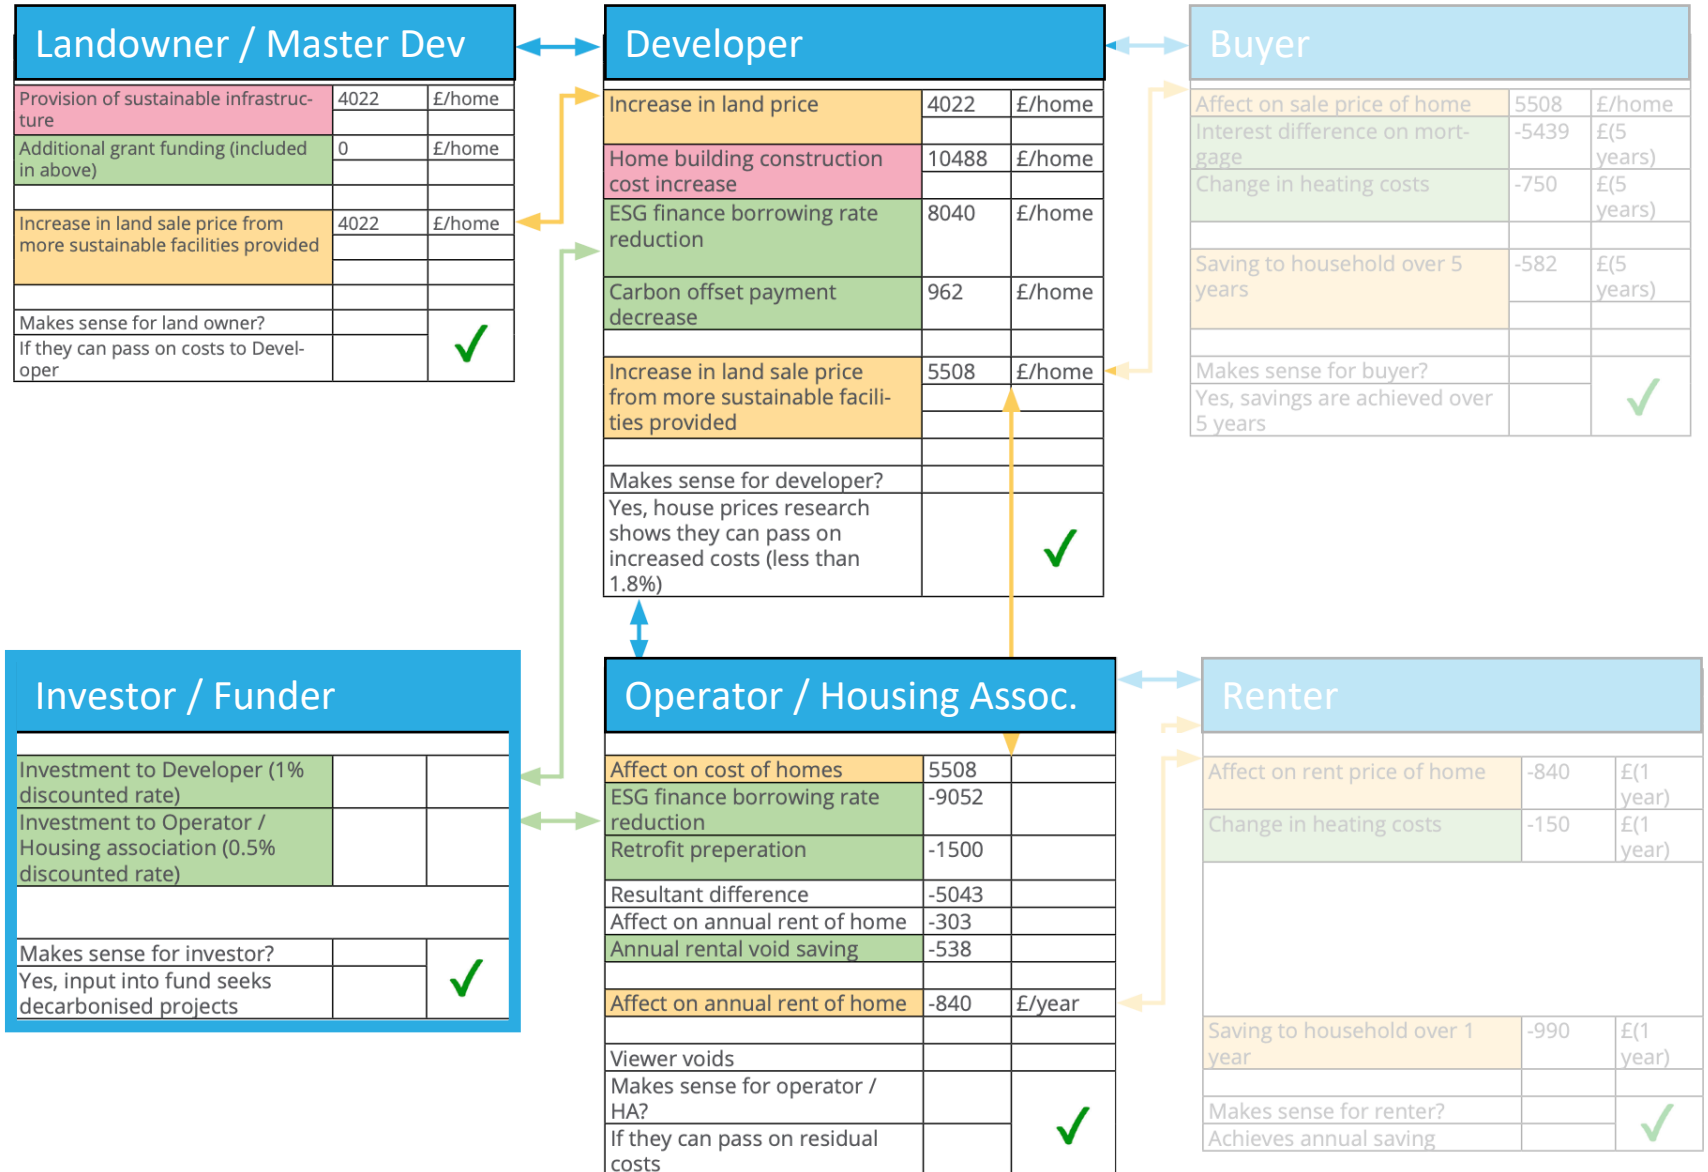 Landowner / Master Dev
Provision of sustainable infrastruc-
ture
4022
£/home
Additional grant funding (included
in above)
0
£/home
Increase in land sale price from
more sustainable facilities provided
4022
£/home
Makes sense for land owner?
If they can pass on costs to Devel-
oper
✓
Developer
Increase in land price
4022
£/home
Home building construction
cost increase
10488
£/home
ESG finance borrowing rate
reduction
8040
£/home
Carbon offset payment
decrease
962
£/home
Increase in land sale price
from more sustainable facili-
ties provided
5508
£/home
Makes sense for developer?
Yes, house prices research
shows they can pass on
increased costs (less than
1.8%)
✓
Buyer
Affect on sale price of home
5508
£/home
Interest difference on mort-
gage
-5439
£(5
years)
Change in heating costs
-750
£(5
years)
Saving to household over 5
years
-582
£(5
years)
Makes sense for buyer?
Yes, savings are achieved over
5 years
✓
Investor / Funder
Investment to Developer (1%
discounted rate)
Investment to Operator /
Housing association (0.5%
discounted rate)
Makes sense for investor?
Yes, input into fund seeks
decarbonised projects
✓
Operator / Housing Assoc.
Affect on cost of homes
5508
ESG finance borrowing rate
reduction
-9052
Retrofit preperation
-1500
Resultant difference
-5043
Affect on annual rent of home
-303
Annual rental void saving
-538
Affect on annual rent of home
-840
£/year
Viewer voids
Makes sense for operator /
HA?
If they can pass on residual
costs
✓
Renter
Affect on rent price of home
-840
£(1
year)
Change in heating costs
-150
£(1
year)
Saving to household over 1
year
-990
£(1
year)
Makes sense for renter?
Achieves annual saving
✓